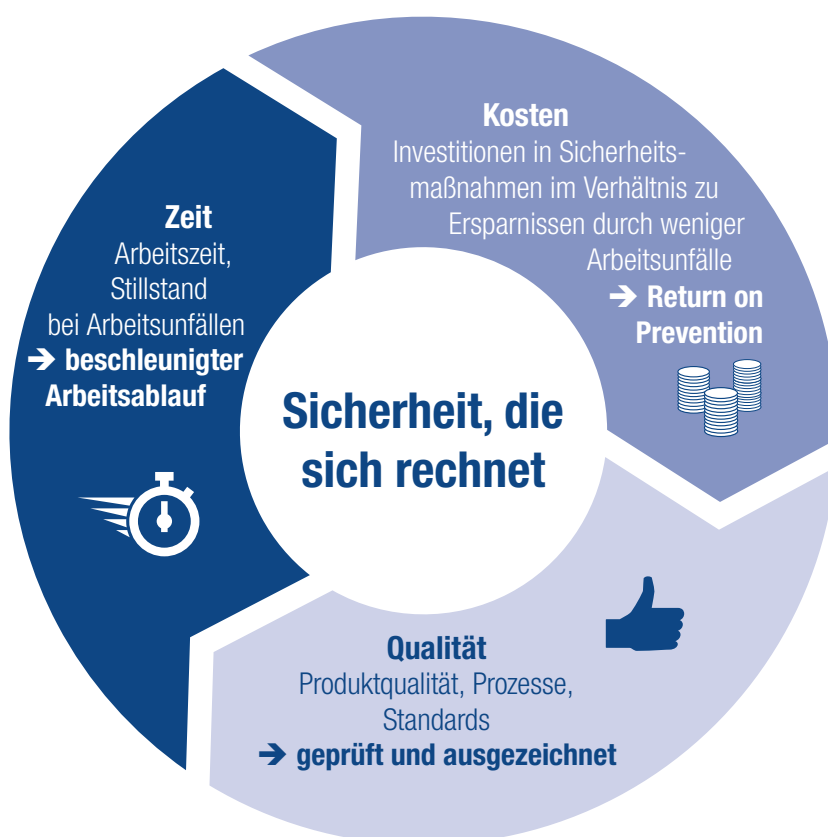 Kosten
Investitionen in Sicherheits-
maßnahmen im Verhältnis zu
Ersparnissen durch weniger
Arbeitsunfälle
➔ Return on
Prevention
Zeit
Arbeitszeit,
Stillstand
bei Arbeitsunfällen
➔ beschleunigter
Arbeitsablauf
Sicherheit, die
sich rechnet
Qualität
Produktqualität, Prozesse,
Standards
➔ geprüft und ausgezeichnet